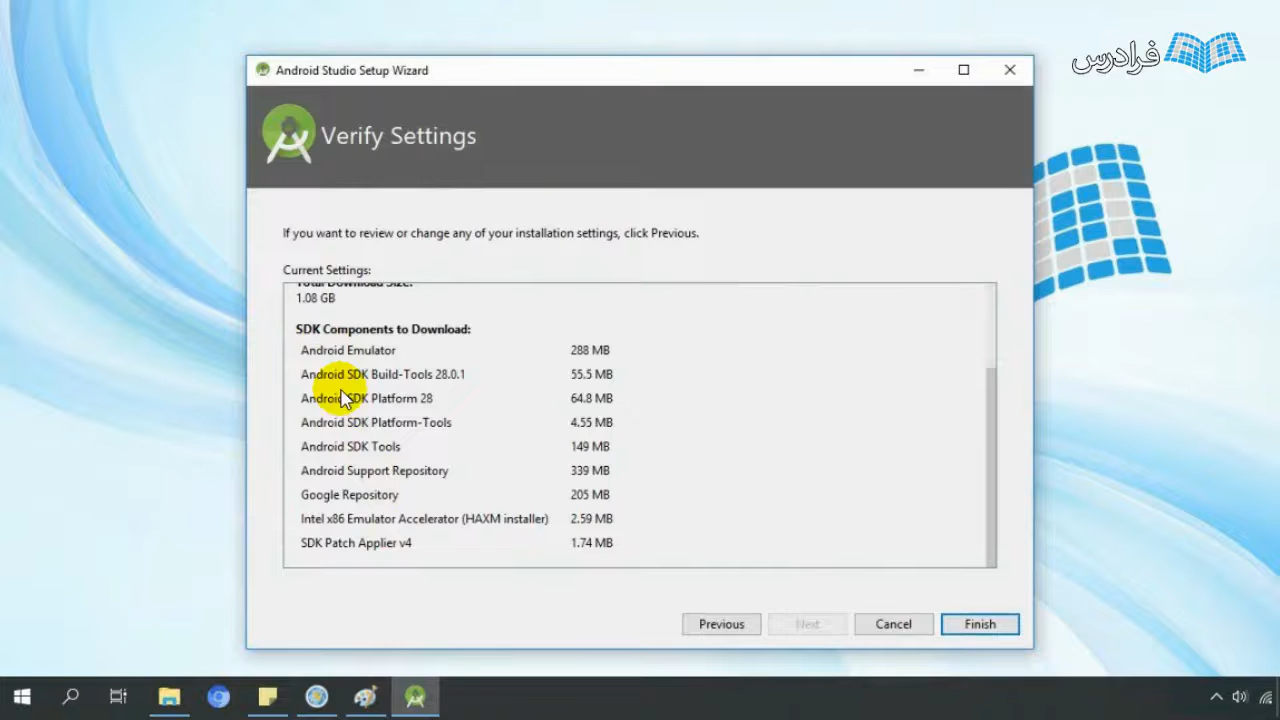 فرادرس
Android Studio Setup Wizard
Verify Settings
If you want to review or change any of your installation settings, click Previous.
Current Settings:
Total Download Size:
1.08 GB
SDK Components to Download:
Android Emulator 288 MB
Android SDK Build-Tools 28.0.1 55.5 MB
Android SDK Platform 28 64.8 MB
Android SDK Platform-Tools 4.55 MB
Android SDK Tools 149 MB
Android Support Repository 339 MB
Google Repository 205 MB
Intel x86 Emulator Accelerator (HAXM installer) 2.59 MB
SDK Patch Applier v4 1.74 MB
Previous Next Cancel Finish